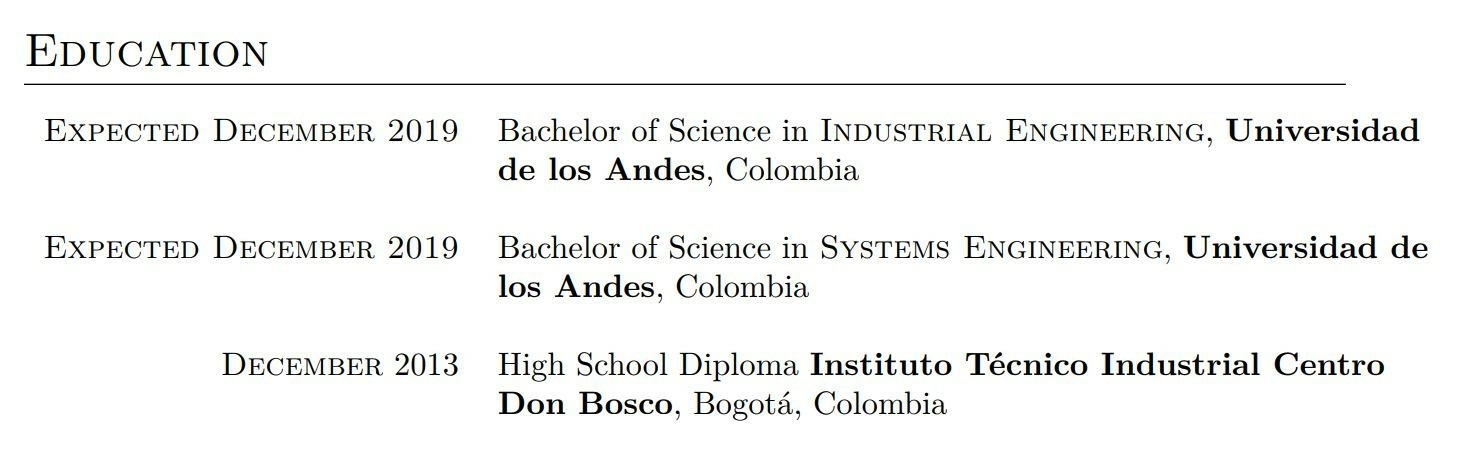 Education
Expected December 2019 Bachelor of Science in Industrial Engineering, Universidad
de los Andes, Colombia
Expected December 2019 Bachelor of Science in Systems Engineering, Universidad de
los Andes, Colombia
December 2013 High School Diploma Instituto Técnico Industrial Centro
Don Bosco, Bogotá, Colombia